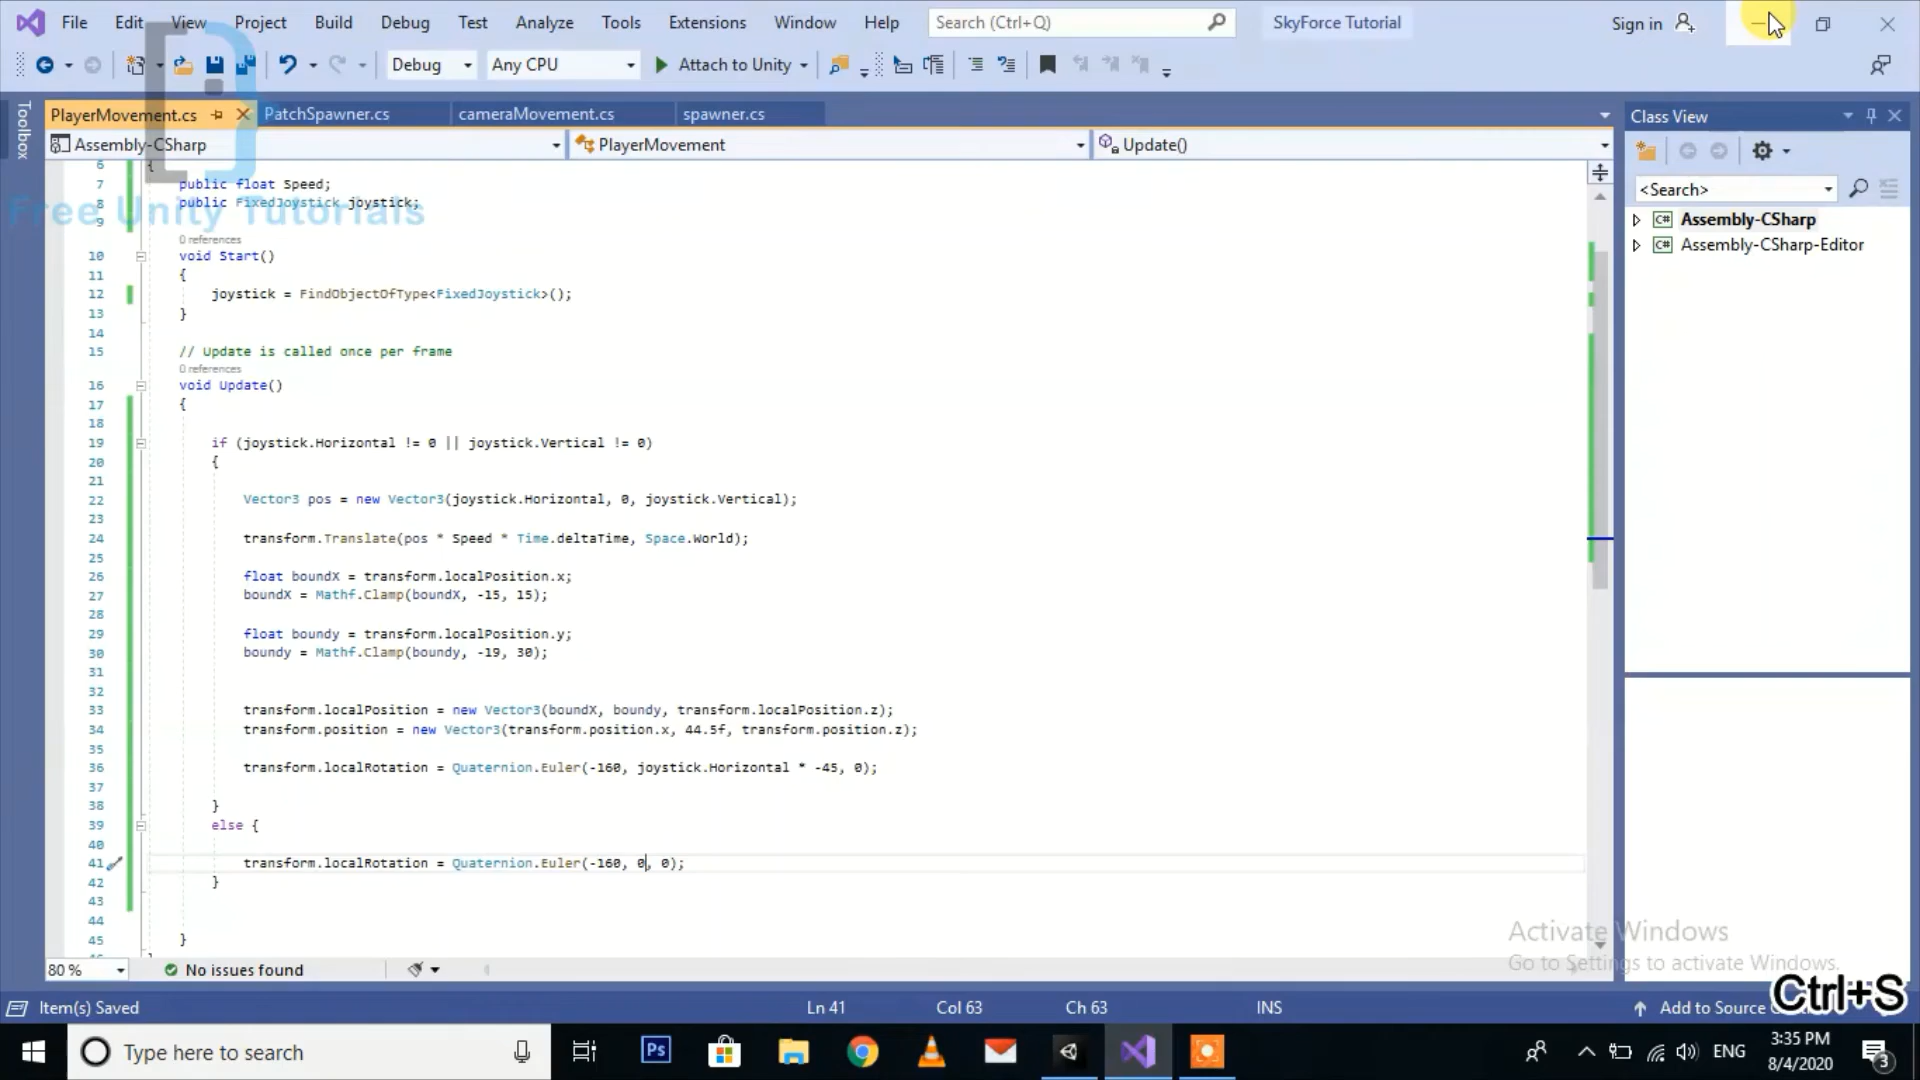 File Edit View Project Build Debug Test Analyze Tools Extensions Window Help Search (Ctrl+Q) SkyForce Tutorial Sign in
Debug Any CPU Attach to Unity
Toolbox
PlayerMovement.cs PatchSpawner.cs cameraMovement.cs spawner.cs Class View
Assembly-CSharp PlayerMovement Update()
<Search>
Assembly-CSharp
Assembly-CSharp-Editor
Free Unity Tutorials
6 {
7 public float Speed;
8 public FixedJoystick joystick;
9
0 references
10 void Start()
11 {
12 joystick = FindObjectOfType<FixedJoystick>();
13 }
14
15 // Update is called once per frame
0 references
16 void Update()
17 {
18
19 if (joystick.Horizontal != 0 || joystick.Vertical != 0)
20 {
21
22 Vector3 pos = new Vector3(joystick.Horizontal, 0, joystick.Vertical);
23
24 transform.Translate(pos * Speed * Time.deltaTime, Space.World);
25
26 float boundX = transform.localPosition.x;
27 boundX = Mathf.Clamp(boundX, -15, 15);
28
29 float boundy = transform.localPosition.y;
30 boundy = Mathf.Clamp(boundy, -19, 30);
31
32
33 transform.localPosition = new Vector3(boundX, boundy, transform.localPosition.z);
34 transform.position = new Vector3(transform.position.x, 44.5f, transform.position.z);
35
36 transform.localRotation = Quaternion.Euler(-160, joystick.Horizontal * -45, 0);
37
38 }
39 else {
40
41 transform.localRotation = Quaternion.Euler(-160, 0, 0);
42 }
43
44
45 }
Activate Windows
Go to Settings to activate Windows.
80 % No issues found
Ctrl+S
Item(s) Saved Ln 41 Col 63 Ch 63 INS Add to Source
Type here to search Ps ENG 3:35 PM
8/4/2020 3